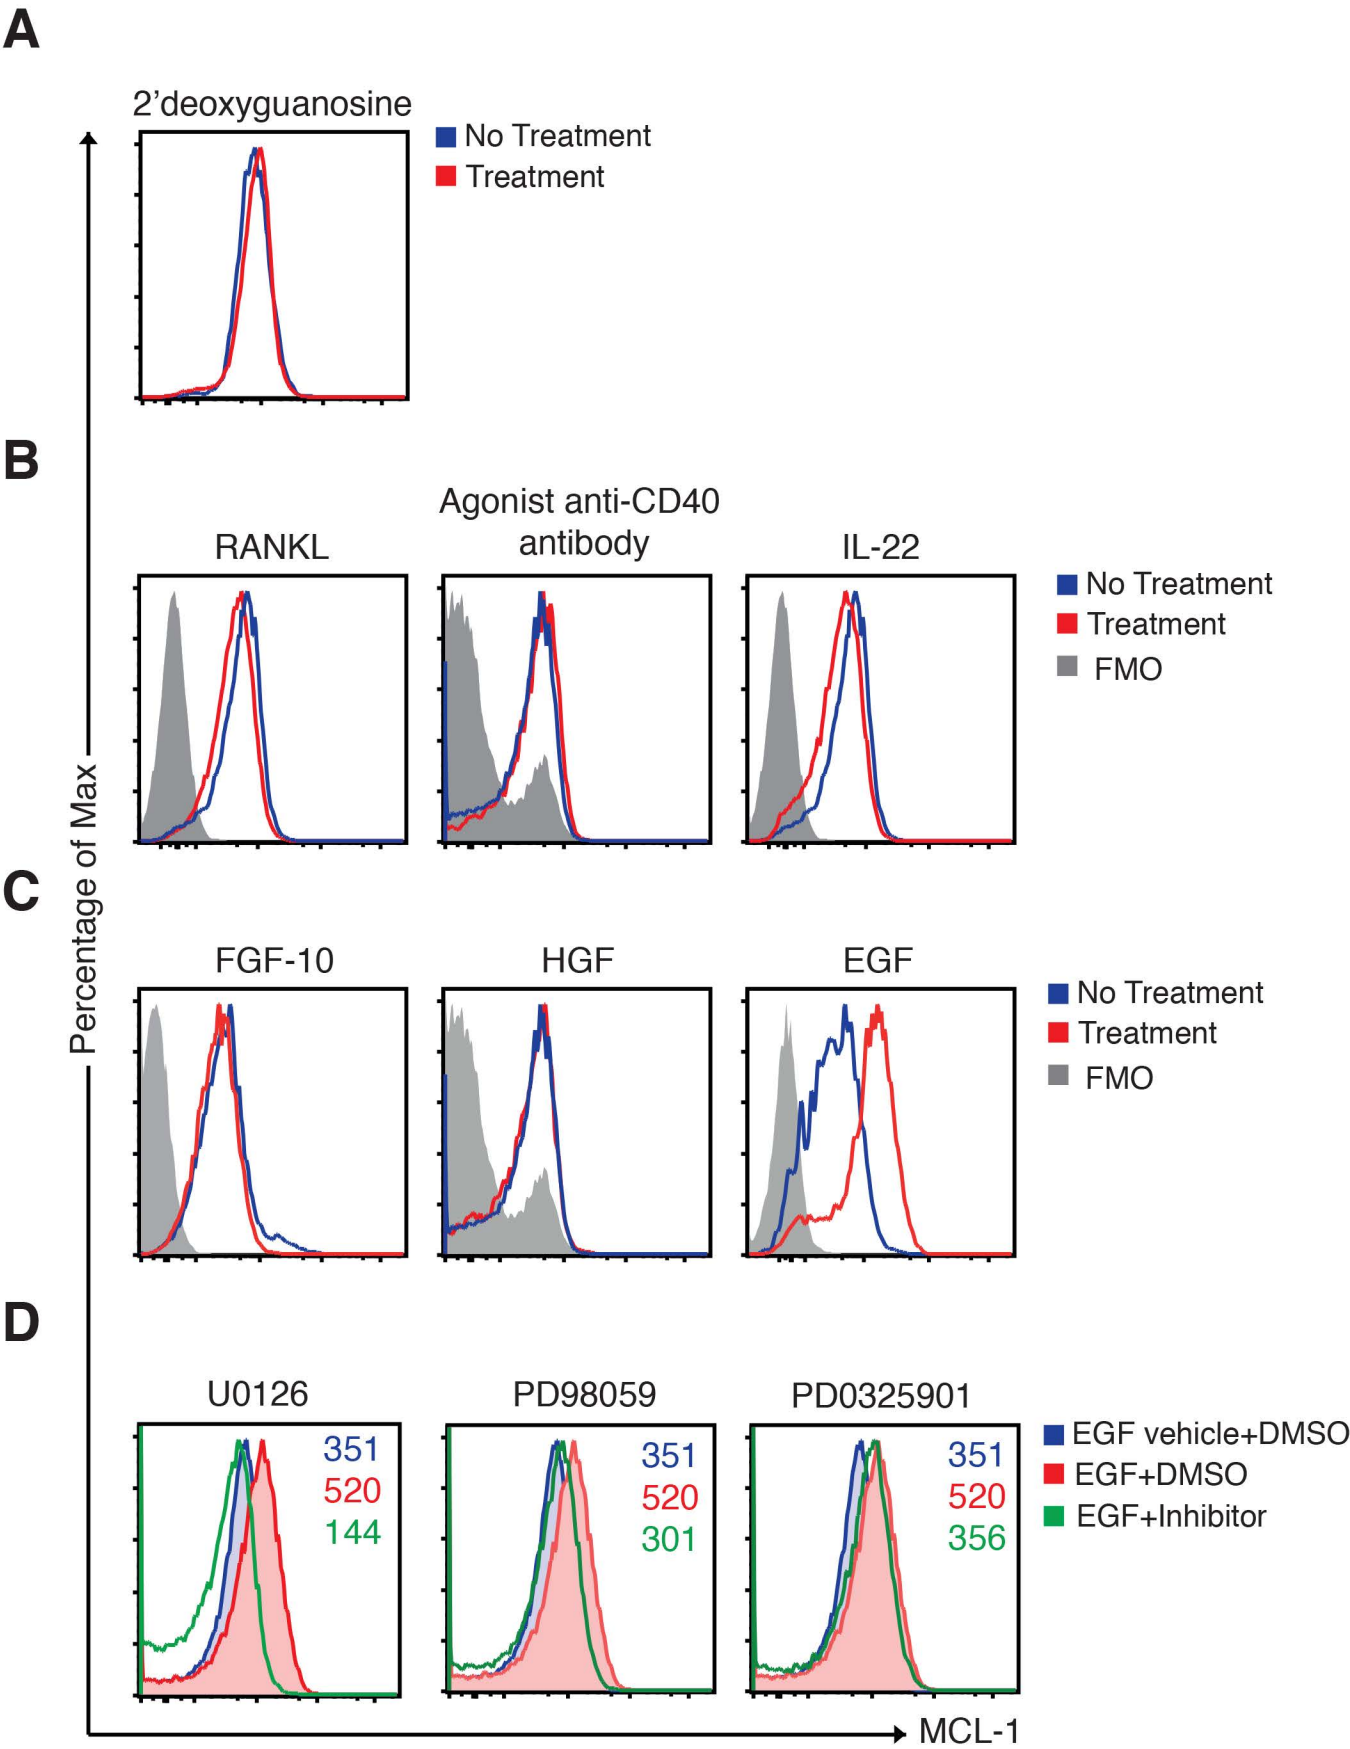 A
2’deoxyguanosine
No Treatment
Treatment
B
RANKL
Agonist anti-CD40
antibody
IL-22
No Treatment
Treatment
FMO
Percentage of Max
C
FGF-10
HGF
EGF
No Treatment
Treatment
FMO
D
U0126
351
520
144
PD98059
351
520
301
PD0325901
351
520
356
EGF vehicle+DMSO
EGF+DMSO
EGF+Inhibitor
MCL-1